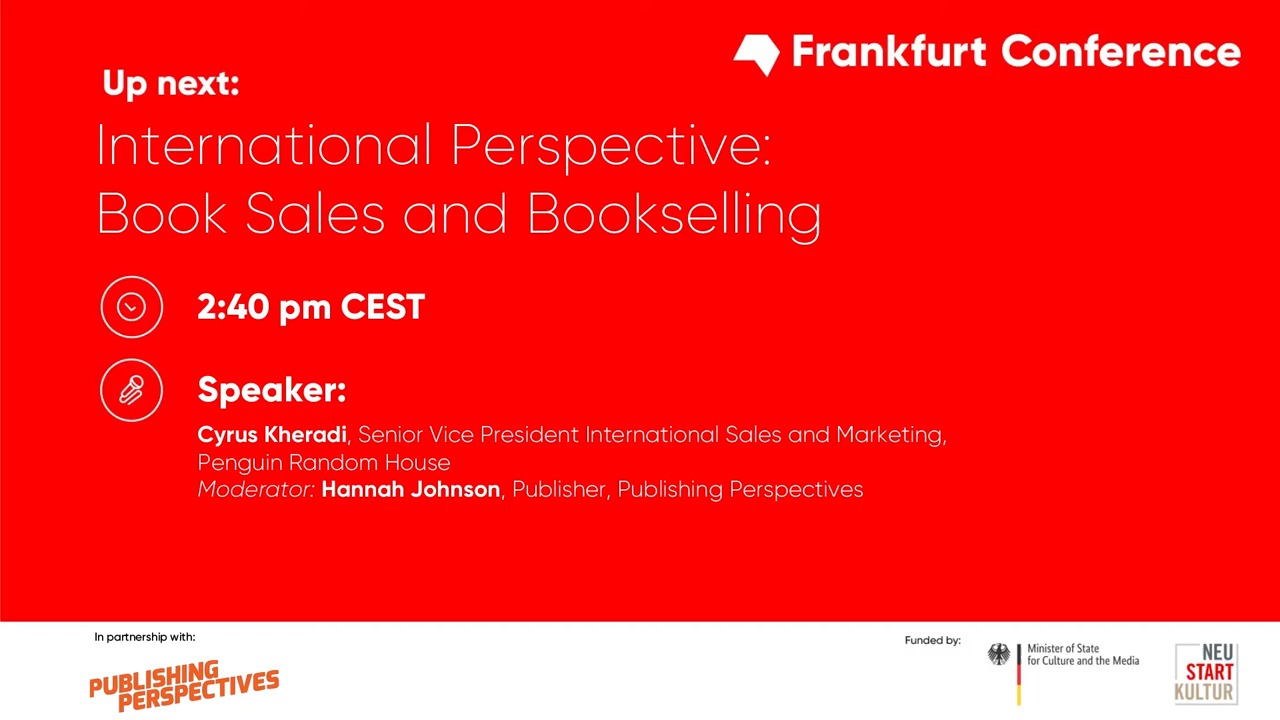 Frankfurt Conference
Up next:
International Perspective:
Book Sales and Bookselling
2:40 pm CEST
Speaker:
Cyrus Kheradi, Senior Vice President International Sales and Marketing,
Penguin Random House
Moderator: Hannah Johnson, Publisher, Publishing Perspectives
In partnership with:
PUBLISHING
PERSPECTIVES
Funded by:
Minister of State
for Culture and the Media
NEU
START
KULTUR